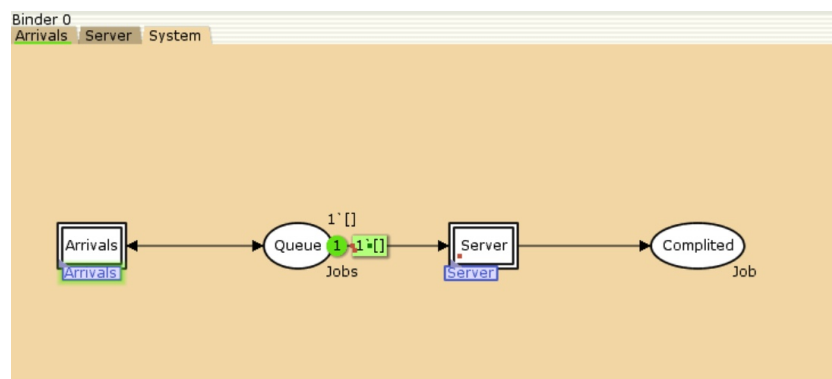 Binder 0
Arrivals Server System
1`[]
Arrivals Queue 1 1`[] Server Complited
Arrivals Jobs Server Job